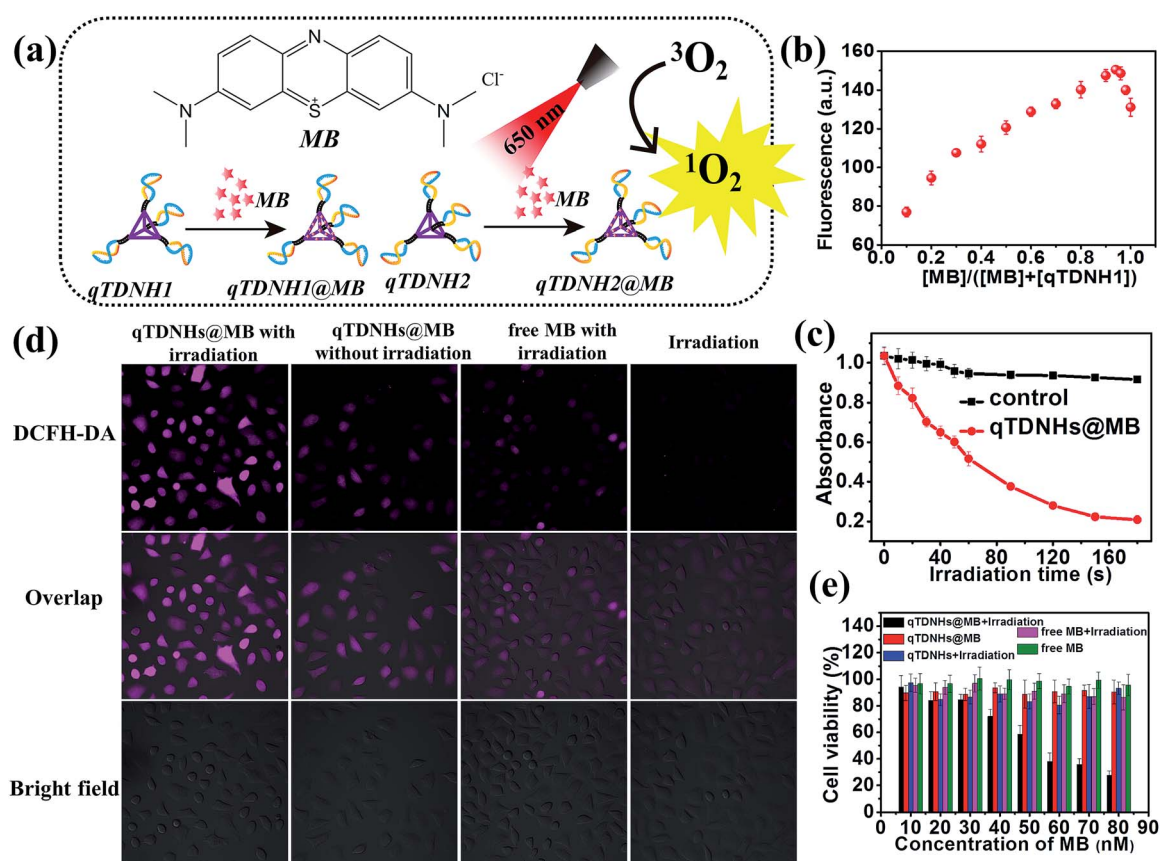 (a)
N
N
S+
N
Cl-
MB
650 nm
3O2
1O2
MB
MB
qTDNH1
qTDNH1@MB
qTDNH2
qTDNH2@MB
(b)
Fluorescence (a.u.)
160
140
120
100
80
60
0.0 0.2 0.4 0.6 0.8 1.0
[MB]/([MB]+[qTDNH1])
(d)
qTDNHs@MB with
irradiation
qTDNHs@MB
without irradiation
free MB with
irradiation
Irradiation
DCFH-DA
Overlap
Bright field
(c)
Absorbance
1.0
0.8
0.6
0.4
0.2
control
qTDNHs@MB
0 40 80 120 160
Irradiation time (s)
(e)
Cell viability (%)
140
120
100
80
60
40
20
0
qTDNHs@MB+Irradiation
qTDNHs@MB
qTDNHs+Irradiation
free MB+Irradiation
free MB
0 10 20 30 40 50 60 70 80 90
Concentration of MB (nM)